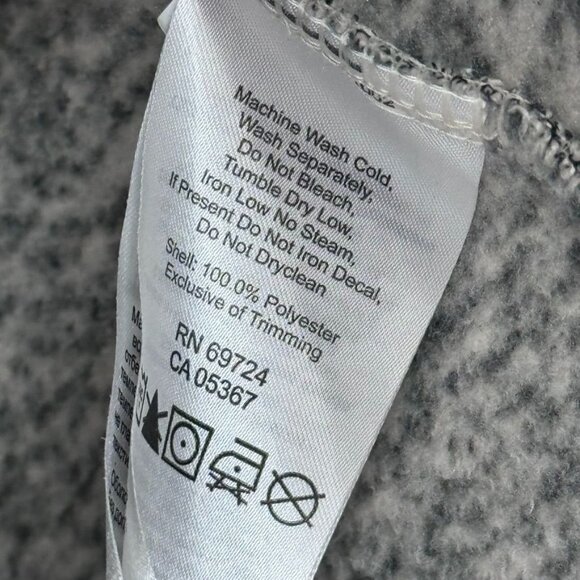 Machine Wash Cold,
Wash Separately,
Do Not Bleach,
Tumble Dry Low
Iron Low No Steam,
If Present Do Not Iron Decal,
Do Not Dryclean
Shell: 100.0% Polyester
Exclusive of Trimming
RN 69724
CA 05367